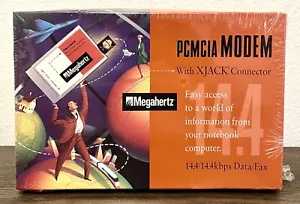 PCMCIA MODEM
With XJACK® Connector
Megahertz
Megahertz
Easy access
to a world of
information from
your notebook
computer.
14.4
14.4/14.4kbps Data/Fax